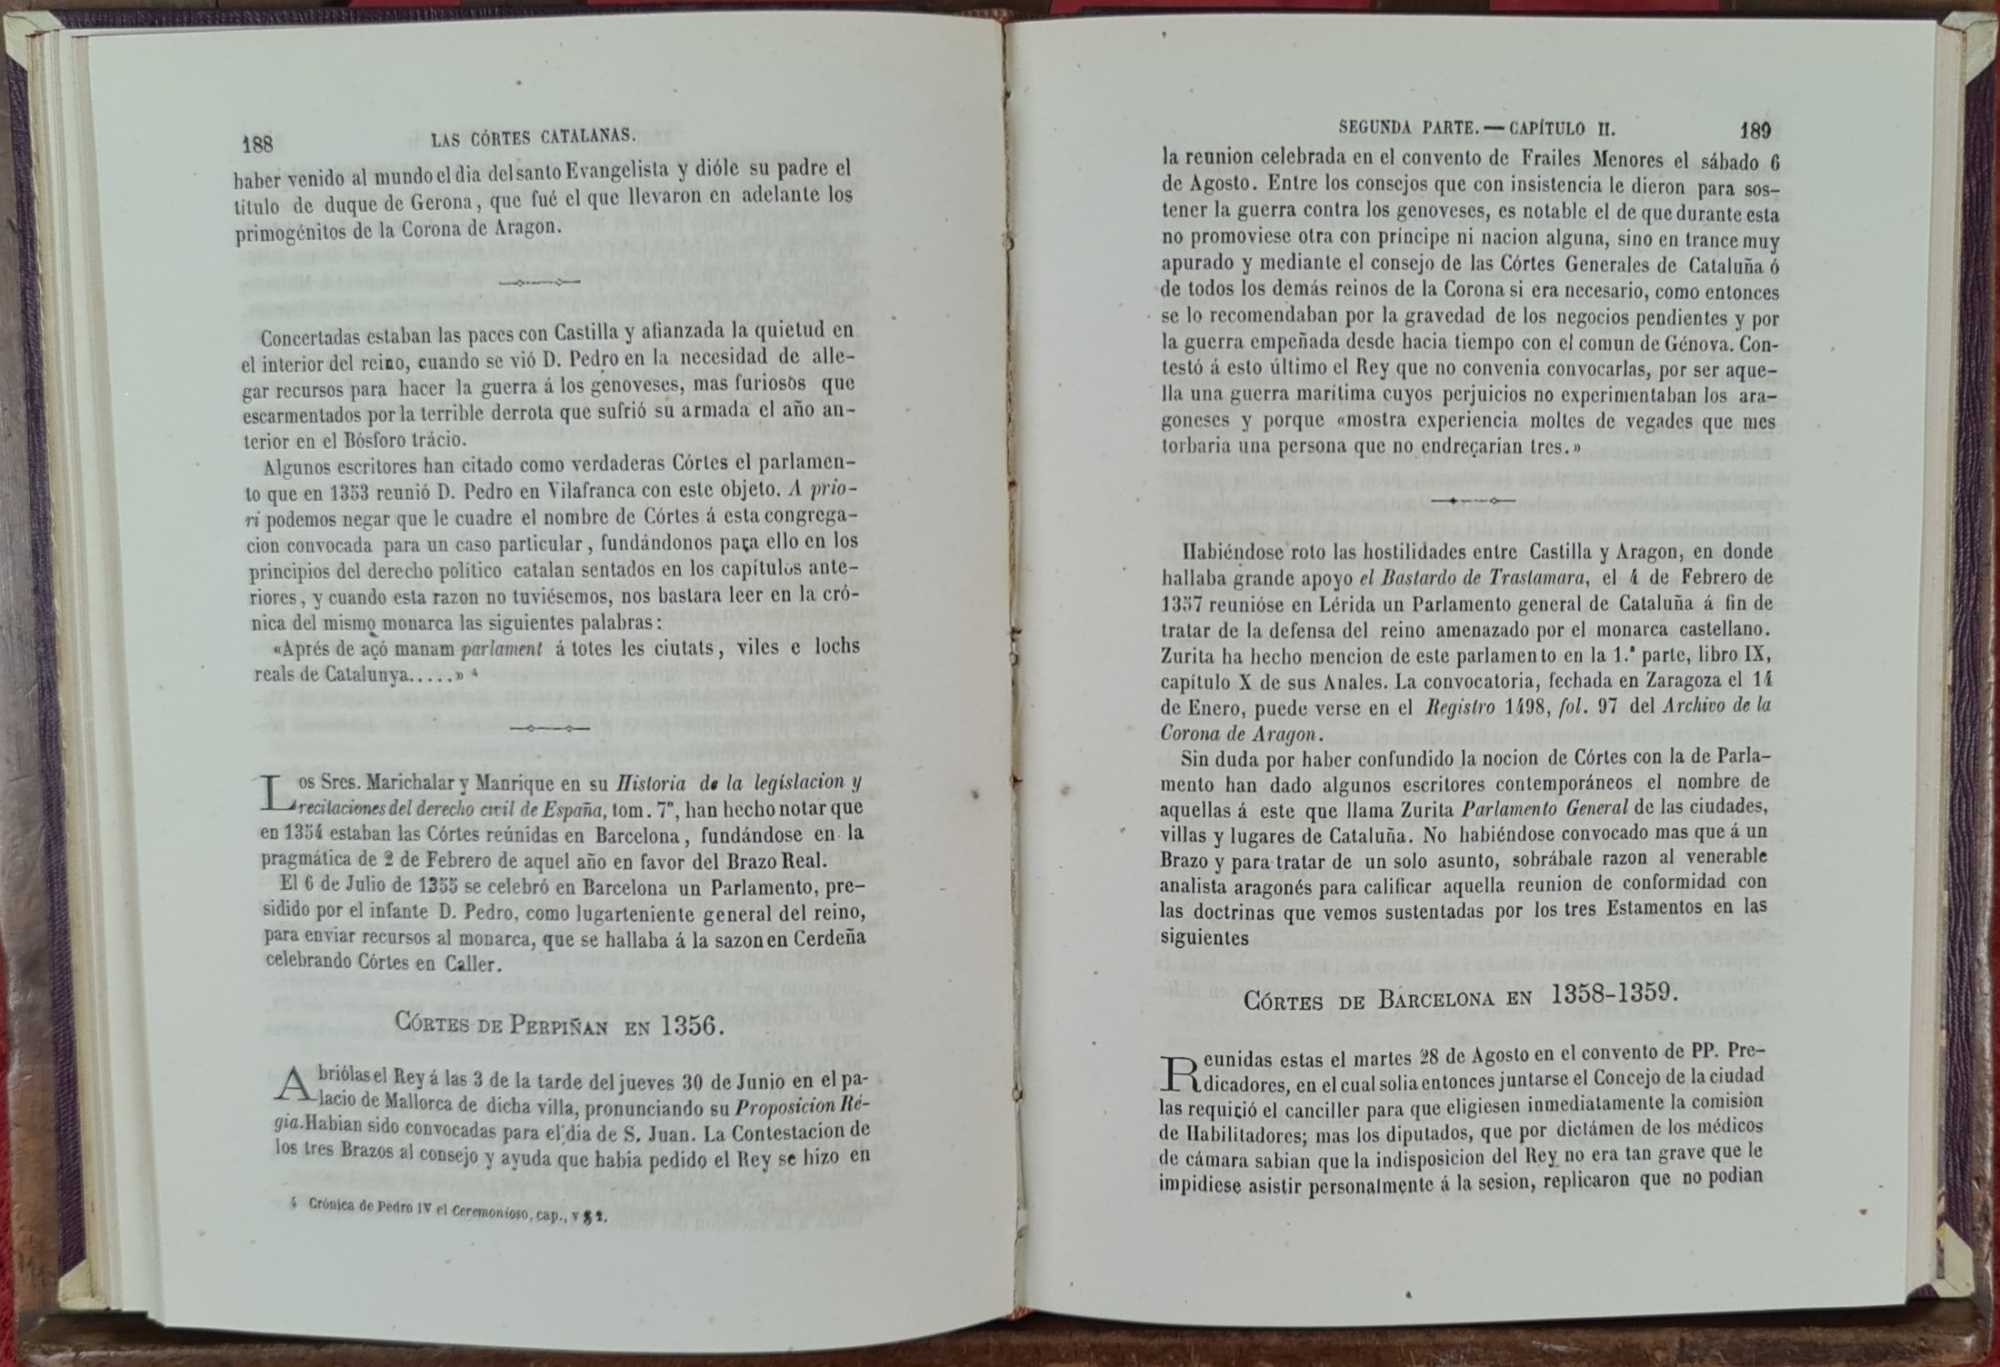 188 LAS CÓRTES CATALANAS.
haber venido al mundo el dia del santo Evangelista y dióle su padre el
título de duque de Gerona, que fué el que llevaron en adelante los
primogénitos de la Corona de Aragon.
Concertadas estaban las paces con Castilla y afianzada la quietud en
el interior del reino, cuando se vió D. Pedro en la necesidad de alle-
gar recursos para hacer la guerra á los genoveses, mas furiosos que
escarmentados por la terrible derrota que sufrió su armada el año an-
terior en el Bósforo trácio.
Algunos escritores han citado como verdaderas Córtes el parlamen-
to que en 1353 reunió D. Pedro en Vilafranca con este objeto. A prio-
ri podemos negar que le cuadre el nombre de Córtes á esta congrega-
cion convocada para un caso particular, fundándonos para ello en los
principios del derecho político catalan sentados en los capítulos ante-
riores, y cuando esta razon no tuviésemos, nos bastara leer en la cró-
nica del mismo monarca las siguientes palabras:
«Aprés de açó manam parlament á totes les ciutats, viles e lochs
reals de Catalunya.....» 4
Los Sres. Marichalar y Manrique en su Historia de la legislacion y
recitaciones del derecho civil de España, tom. 7º, han hecho notar que
en 1354 estaban las Córtes reúnidas en Barcelona, fundándose en la
pragmática de 2 de Febrero de aquel año en favor del Brazo Real.
El 6 de Julio de 1355 se celebró en Barcelona un Parlamento, pre-
sidido por el infante D. Pedro, como lugarteniente general del reino,
para enviar recursos al monarca, que se hallaba á la sazon en Cerdeña
celebrando Córtes en Caller.
CÓRTES DE PERPIÑAN EN 1356.
Abriólas el Rey á las 3 de la tarde del jueves 30 de Junio en el pa-
lacio de Mallorca de dicha villa, pronunciando su Proposicion Ré-
gia. Habian sido convocadas para el dia de S. Juan. La Contestacion de
los tres Brazos al consejo y ayuda que habia pedido el Rey se hizo en
4 Crónica de Pedro IV el Ceremonioso, cap., v § 2.
SEGUNDA PARTE.—CAPÍTULO II. 189
la reunion celebrada en el convento de Frailes Menores el sábado 6
de Agosto. Entre los consejos que con insistencia le dieron para sos-
tener la guerra contra los genoveses, es notable el de que durante esta
no promoviese otra con príncipe ni nacion alguna, sino en trance muy
apurado y mediante el consejo de las Córtes Generales de Cataluña ó
de todos los demás reinos de la Corona si era necesario, como entonces
se lo recomendaban por la gravedad de los negocios pendientes y por
la guerra empeñada desde hacia tiempo con el comun de Génova. Con-
testó á esto último el Rey que no convenia convocarlas, por ser aque-
lla una guerra marítima cuyos perjuicios no experimentaban los ara-
goneses y porque «mostra experiencia moltes de vegades que mes
torbaria una persona que no endreçarian tres.»
Habiéndose roto las hostilidades entre Castilla y Aragon, en donde
hallaba grande apoyo el Bastardo de Trastamara, el 4 de Febrero de
1357 reunióse en Lérida un Parlamento general de Cataluña á fin de
tratar de la defensa del reino amenazado por el monarca castellano.
Zurita ha hecho mencion de este parlamento en la 1.ª parte, libro IX,
capítulo X de sus Anales. La convocatoria, fechada en Zaragoza el 14
de Enero, puede verse en el Registro 1498, fol. 97 del Archivo de la
Corona de Aragon.
Sin duda por haber confundido la nocion de Córtes con la de Parla-
mento han dado algunos escritores contemporáneos el nombre de
aquellas á este que llama Zurita Parlamento General de las ciudades,
villas y lugares de Cataluña. No habiéndose convocado mas que á un
Brazo y para tratar de un solo asunto, sobrábale razon al venerable
analista aragonés para calificar aquella reunion de conformidad con
las doctrinas que vemos sustentadas por los tres Estamentos en las
siguientes
CÓRTES DE BARCELONA EN 1358-1359.
Reunidas estas el martes 28 de Agosto en el convento de PP. Pre-
dicadores, en el cual solia entonces juntarse el Concejo de la ciudad
las requirió el canciller para que eligiesen inmediatamente la comision
de Habilitadores; mas los diputados, que por dictámen de los médicos
de cámara sabian que la indisposicion del Rey no era tan grave que le
impidiese asistir personalmente á la sesion, replicaron que no podian